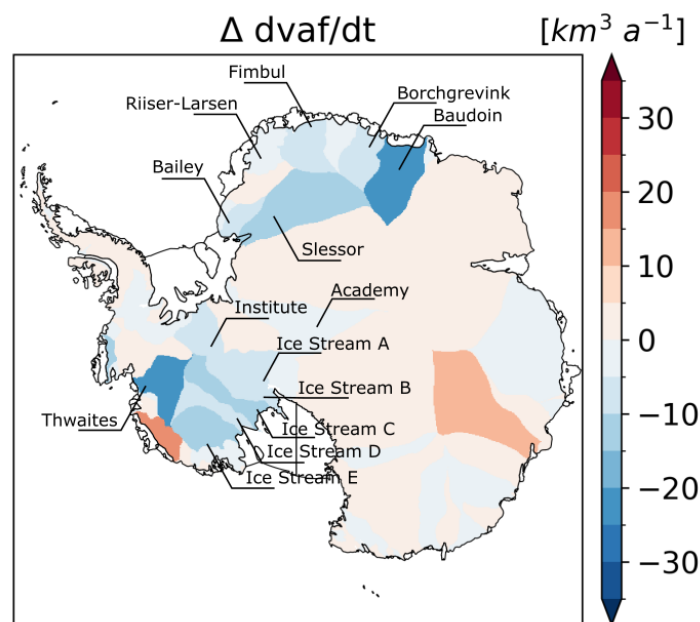 Δ dvaf/dt
[km³ a⁻¹]
Fimbul
Riiser-Larsen
Borchgrevink
Baudoin
Bailey
Slessor
Academy
Institute
Ice Stream A
Ice Stream B
Thwaites
Ice Stream C
Ice Stream D
Ice Stream E
30
20
10
0
−10
−20
−30